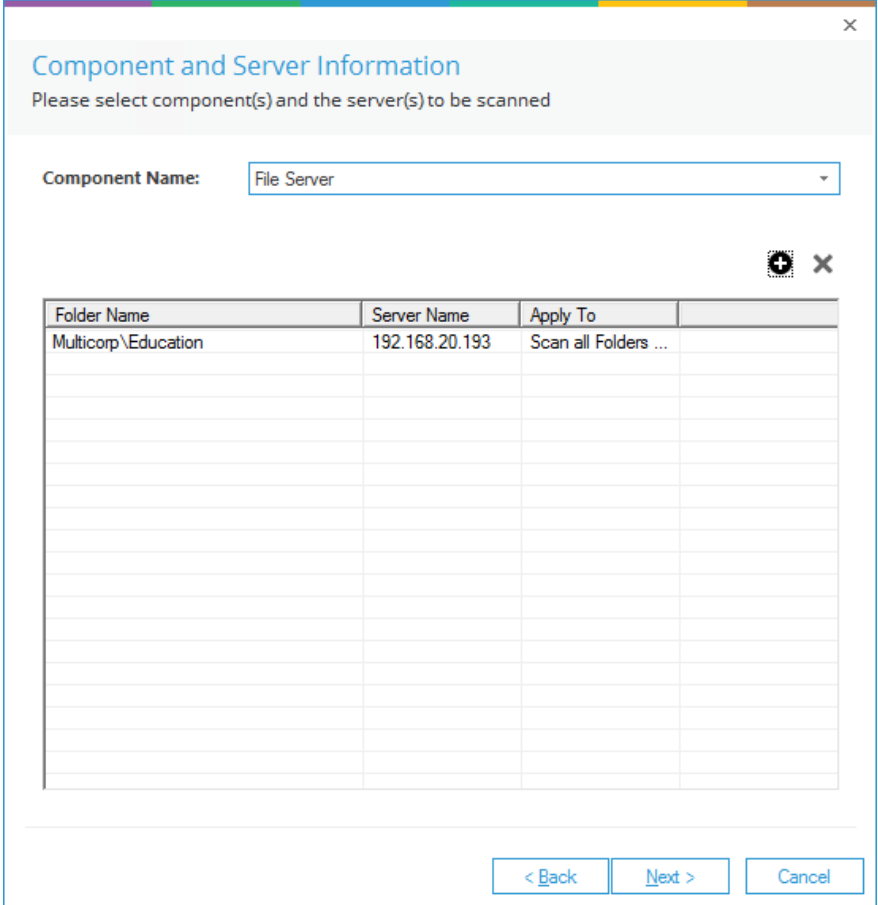 Component and Server Information
Please select component(s) and the server(s) to be scanned
Component Name: File Server
Folder Name Server Name Apply To
Multicorp\Education 192.168.20.193 Scan all Folders ...
< Back Next > Cancel